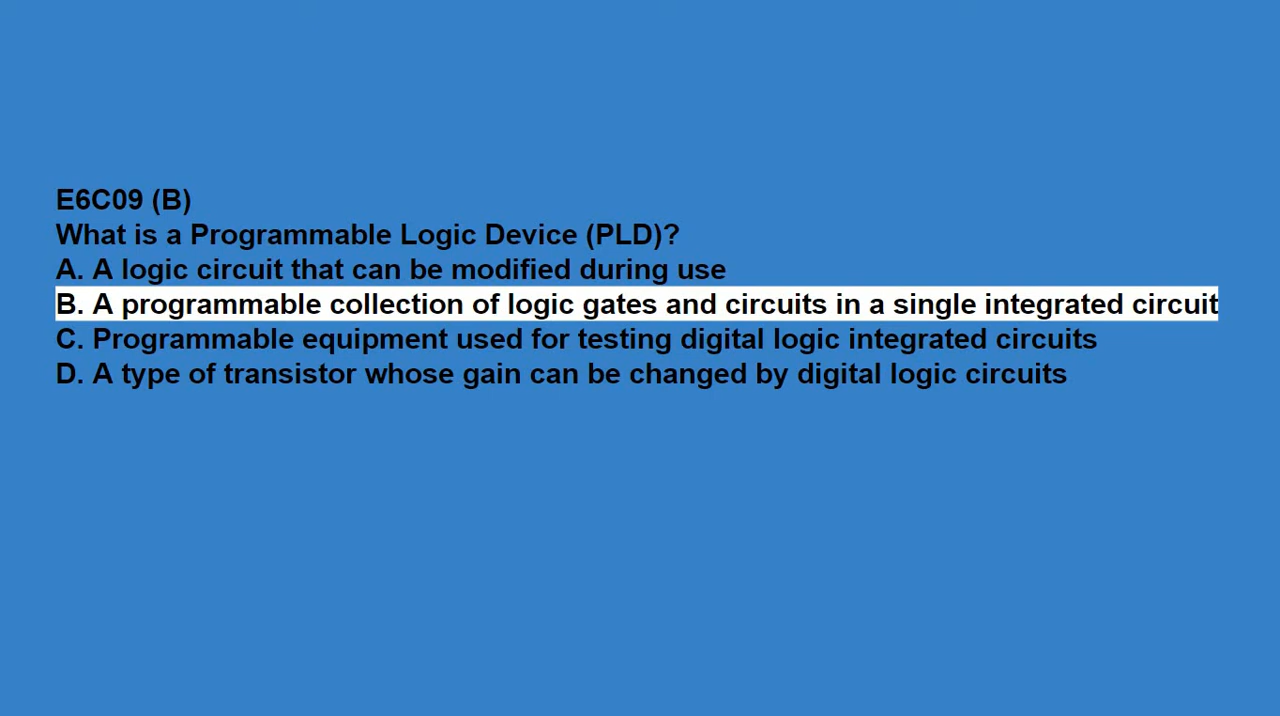 E6C09 (B)
What is a Programmable Logic Device (PLD)?
A. A logic circuit that can be modified during use
B. A programmable collection of logic gates and circuits in a single integrated circuit
C. Programmable equipment used for testing digital logic integrated circuits
D. A type of transistor whose gain can be changed by digital logic circuits